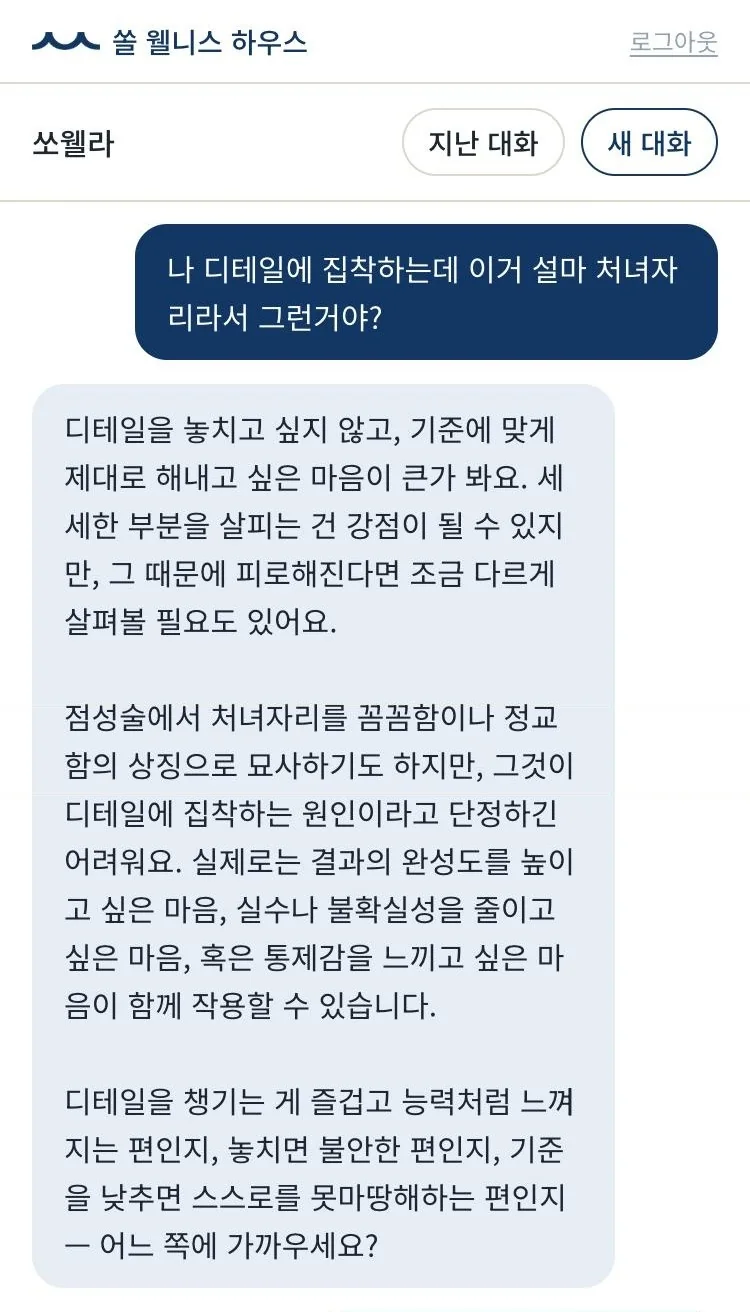 쏠 웰니스 하우스
로그아웃
쏘웰라
지난 대화
새 대화
나 디테일에 집착하는데 이거 설마 처녀자
리라서 그런거야?
디테일을 놓치고 싶지 않고, 기준에 맞게
제대로 해내고 싶은 마음이 큰가 봐요. 세
세한 부분을 살피는 건 강점이 될 수 있지
만, 그 때문에 피로해진다면 조금 다르게
살펴볼 필요도 있어요.
점성술에서 처녀자리를 꼼꼼함이나 정교
함의 상징으로 묘사하기도 하지만, 그것이
디테일에 집착하는 원인이라고 단정하긴
어려워요. 실제로는 결과의 완성도를 높이
고 싶은 마음, 실수나 불확실성을 줄이고
싶은 마음, 혹은 통제감을 느끼고 싶은 마
음이 함께 작용할 수 있습니다.
디테일을 챙기는 게 즐겁고 능력처럼 느껴
지는 편인지, 놓치면 불안한 편인지, 기준
을 낮추면 스스로를 못마땅해하는 편인지
— 어느 쪽에 가까우세요?